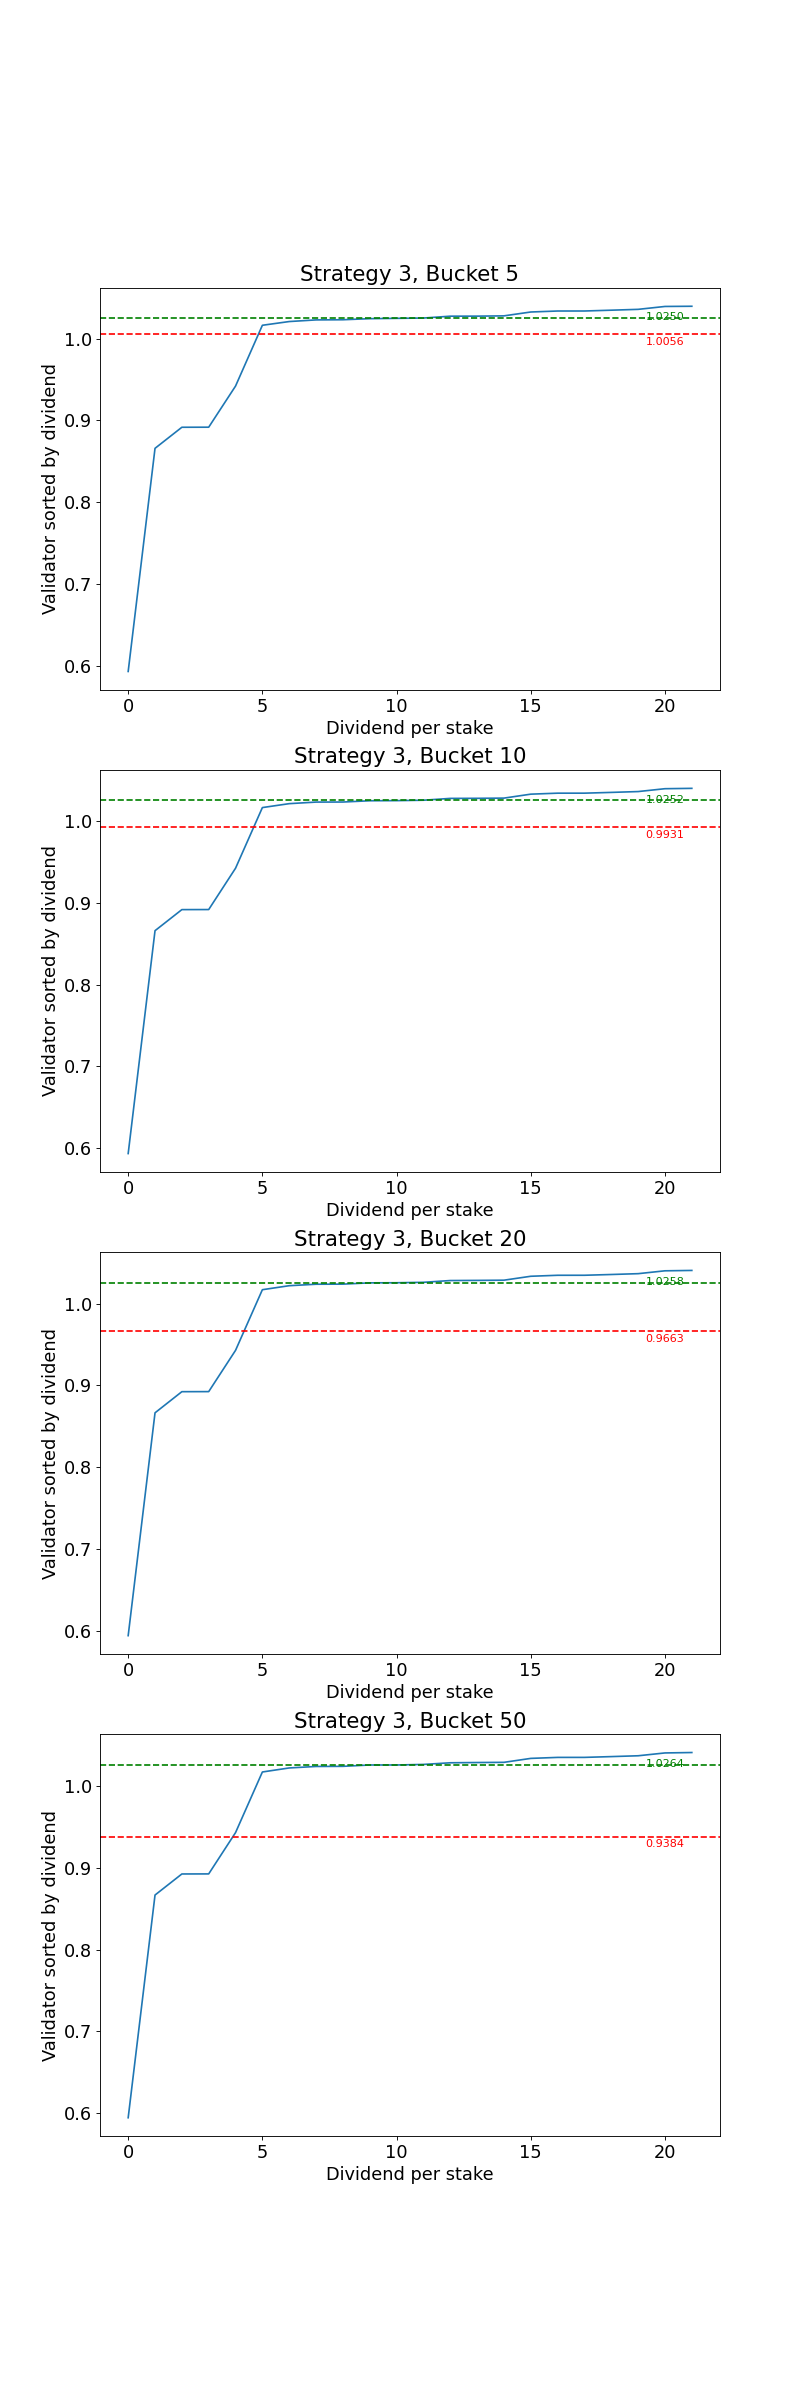 Strategy 3, Bucket 5
Validator sorted by dividend
1.0
0.9
0.8
0.7
0.6
1.0250
1.0056
0 5 10 15 20
Dividend per stake
Strategy 3, Bucket 10
Validator sorted by dividend
1.0
0.9
0.8
0.7
0.6
1.0252
0.9931
0 5 10 15 20
Dividend per stake
Strategy 3, Bucket 20
Validator sorted by dividend
1.0
0.9
0.8
0.7
0.6
1.0258
0.9663
0 5 10 15 20
Dividend per stake
Strategy 3, Bucket 50
Validator sorted by dividend
1.0
0.9
0.8
0.7
0.6
1.0264
0.9384
0 5 10 15 20
Dividend per stake